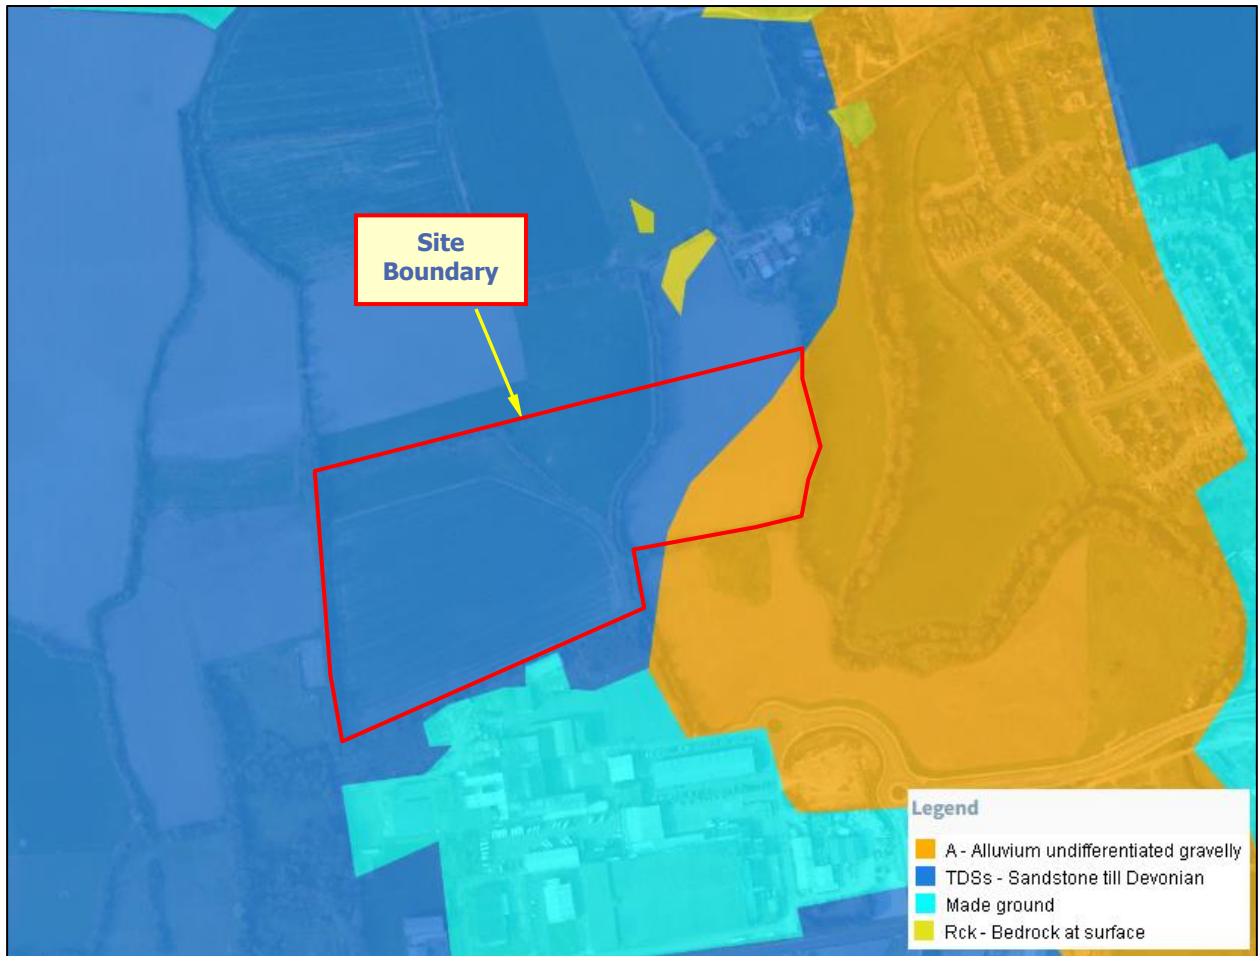 Site
Boundary
Legend
A - Alluvium undifferentiated gravelly
TDSs - Sandstone till Devonian
Made ground
Rck - Bedrock at surface